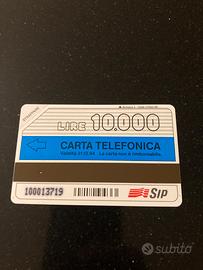 LIRE 10.000
CARTA TELEFONICA
Validità 31.12.94 - La carta non è rimborsabile.
100013719
SIP
subito